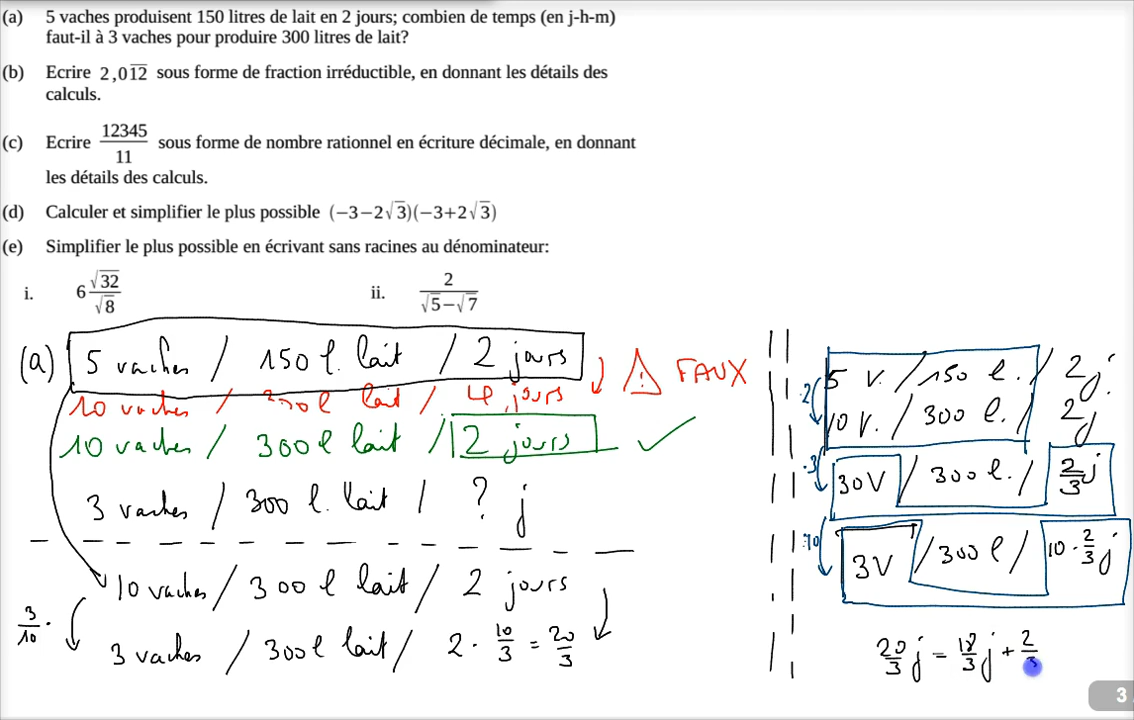 (a) 5 vaches produisent 150 litres de lait en 2 jours; combien de temps (en j-h-m)
faut-il à 3 vaches pour produire 300 litres de lait?
(b) Ecrire 2,0\overline{12} sous forme de fraction irréductible, en donnant les détails des
calculs.
(c) Ecrire 12345/11 sous forme de nombre rationnel en écriture décimale, en donnant
les détails des calculs.
(d) Calculer et simplifier le plus possible (−3−2√3)(−3+2√3)
(e) Simplifier le plus possible en écrivant sans racines au dénominateur:
i. 6 √32/√8 ii. 2/(√5−√7)
(a) 5 vaches / 150 l. lait / 2 jours
10 vaches / 300 l lait / 4 jours ⚠ FAUX
10 vaches / 300 l lait / 2 jours ✓
3 vaches / 300 l. lait / ? j
10 vaches / 300 l lait / 2 jours
3/10 ·
3 vaches / 300 l lait / 2 · 10/3 = 20/3
5 V. / 150 l. / 2j.
·2
10 V. / 300 l. / 2j
·3
30V / 300 l. / 2/3 j
:10
3V / 300 l / 10 · 2/3 j
20/3 j = 18/3 j + 2/3
3